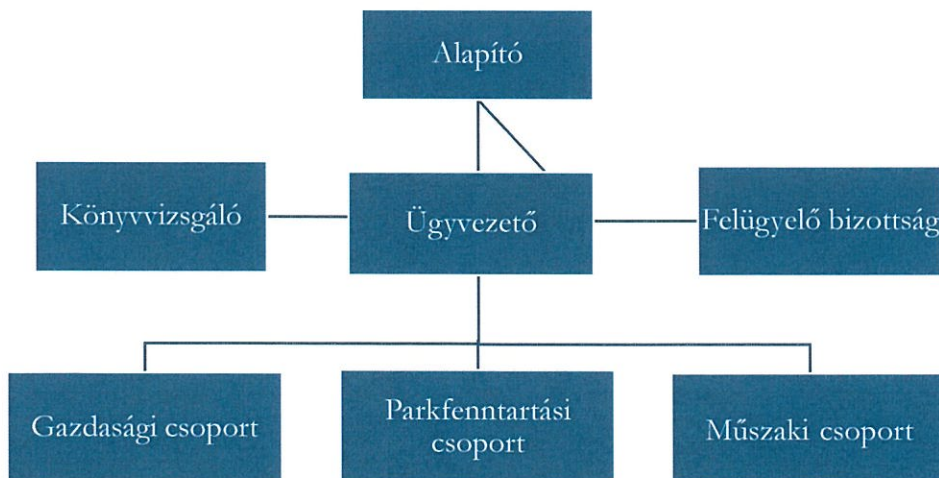 Alapító
Könyvvizsgáló
Ügyvezető
Felügyelő bizottság
Gazdasági csoport
Parkfenntartási
csoport
Műszaki csoport